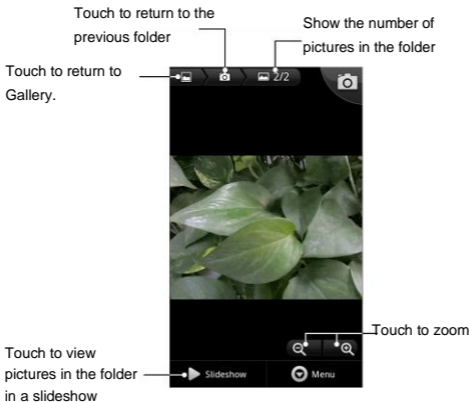 Touch to return to the
previous folder
Show the number of
pictures in the folder
Touch to return to
Gallery.
2/2
Touch to zoom
Touch to view
pictures in the folder
in a slideshow
Slideshow
Menu